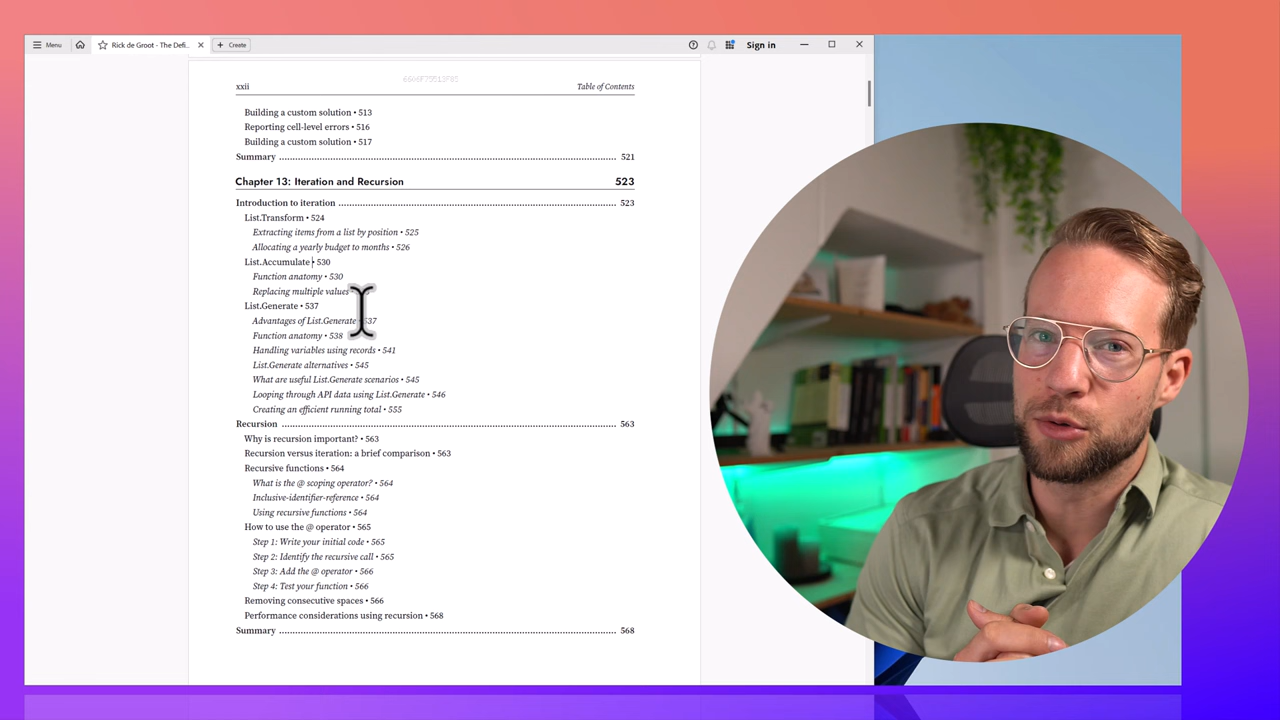 Menu
Rick de Groot - The Defi...
Create
Sign in
xxii Table of Contents
Building a custom solution • 513
Reporting cell-level errors • 516
Building a custom solution • 517
Summary 521
Chapter 13: Iteration and Recursion 523
Introduction to iteration 523
List.Transform • 524
Extracting items from a list by position • 525
Allocating a yearly budget to months • 526
List.Accumulate • 530
Function anatomy • 530
Replacing multiple values
List.Generate • 537
Advantages of List.Generate • 537
Function anatomy • 538
Handling variables using records • 541
List.Generate alternatives • 545
What are useful List.Generate scenarios • 545
Looping through API data using List.Generate • 546
Creating an efficient running total • 555
Recursion 563
Why is recursion important? • 563
Recursion versus iteration: a brief comparison • 563
Recursive functions • 564
What is the @ scoping operator? • 564
Inclusive-identifier-reference • 564
Using recursive functions • 564
How to use the @ operator • 565
Step 1: Write your initial code • 565
Step 2: Identify the recursive call • 565
Step 3: Add the @ operator • 566
Step 4: Test your function • 566
Removing consecutive spaces • 566
Performance considerations using recursion • 568
Summary 568